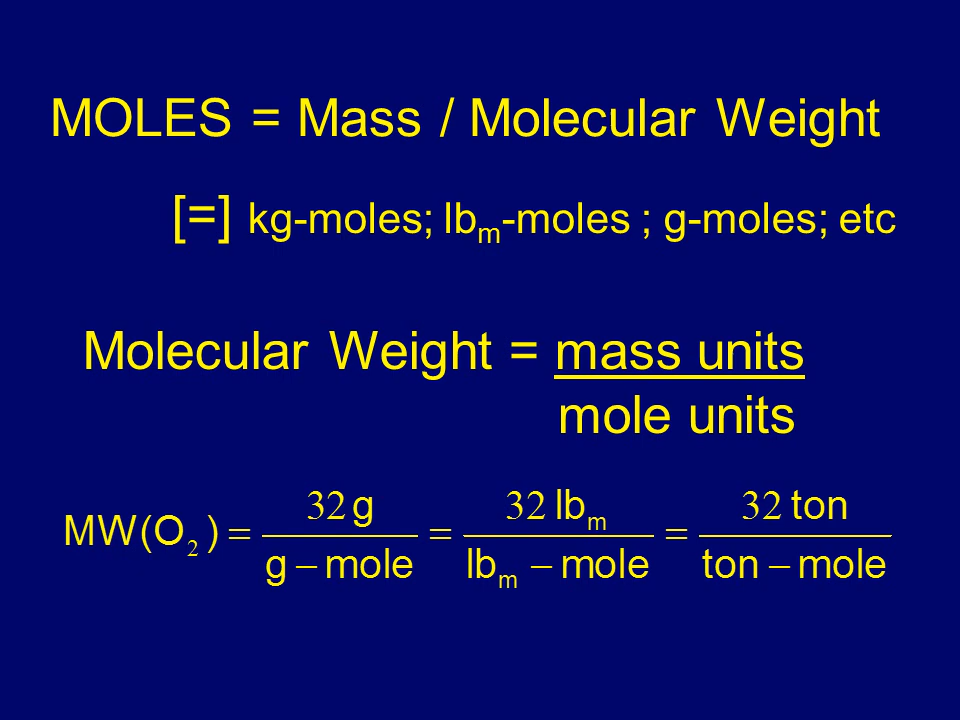 MOLES = Mass / Molecular Weight
[=] kg-moles; lbm-moles ; g-moles; etc
Molecular Weight = mass units
mole units
MW(O2) = 32 g / g – mole = 32 lbm / lbm – mole = 32 ton / ton – mole